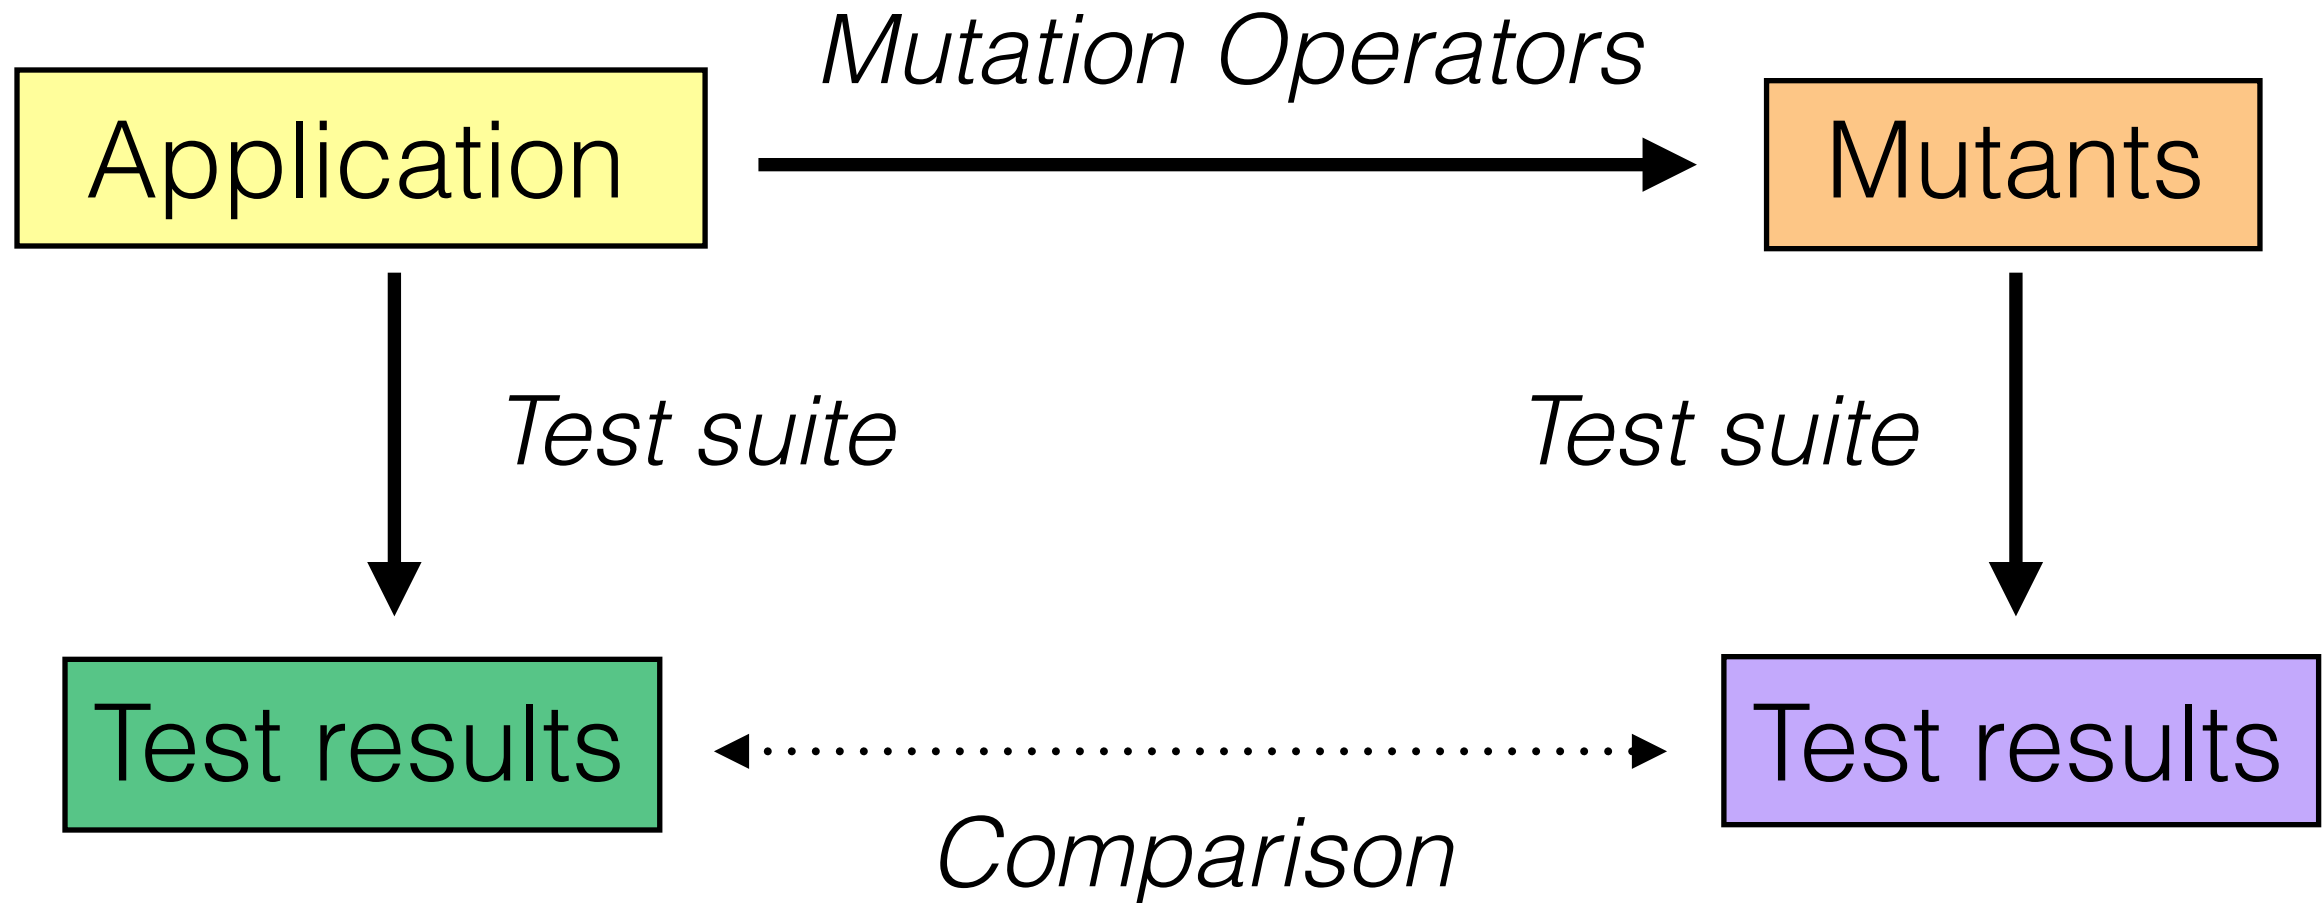 Mutation Operators
Application
Mutants
Test suite
Test suite
Test results
Test results
Comparison